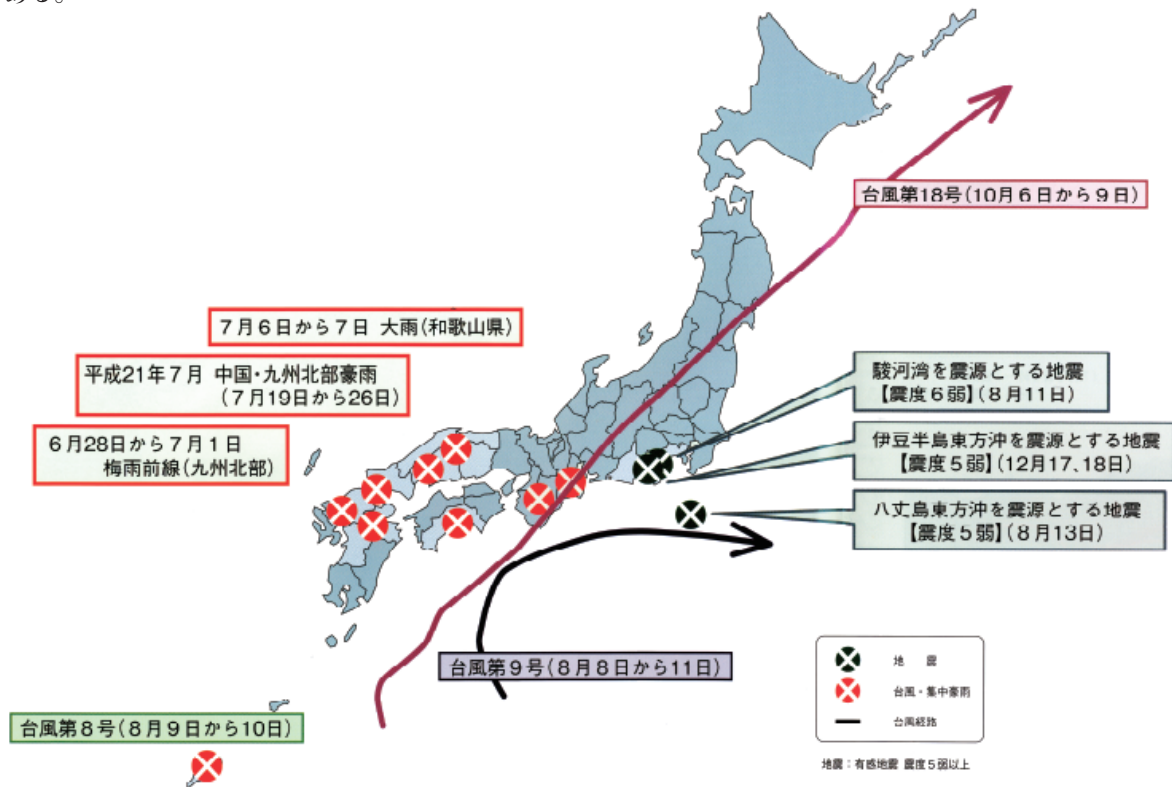 ある。
台風第18号(10月6日から9日)
7月6日から7日 大雨(和歌山県)
平成21年7月 中国・九州北部豪雨
(7月19日から26日)
6月28日から7月1日
梅雨前線(九州北部)
駿河湾を震源とする地震
【震度6弱】(8月11日)
伊豆半島東方沖を震源とする地震
【震度5弱】(12月17、18日)
八丈島東方沖を震源とする地震
【震度5弱】(8月13日)
台風第9号(8月8日から11日)
台風第8号(8月9日から10日)
地 震
台風・集中豪雨
台風経路
地震：有感地震 震度5弱以上